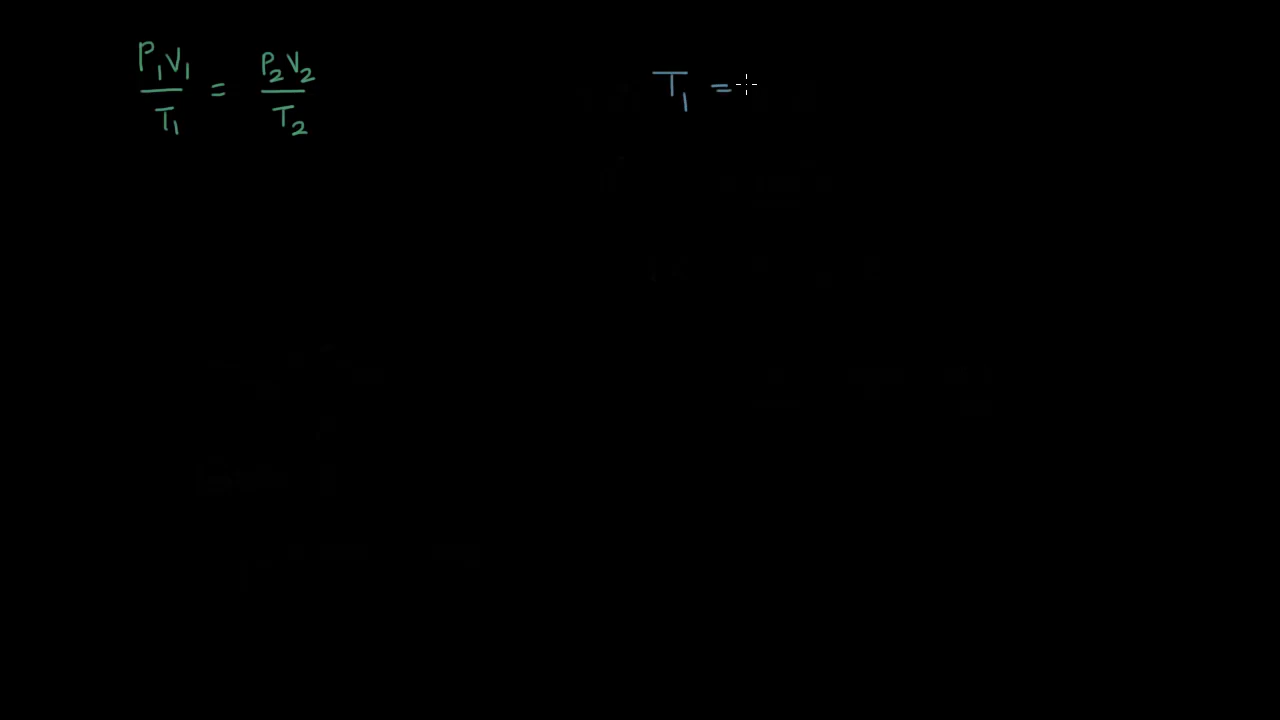 P₁V₁/T₁ = P₂V₂/T₂
T₁ =